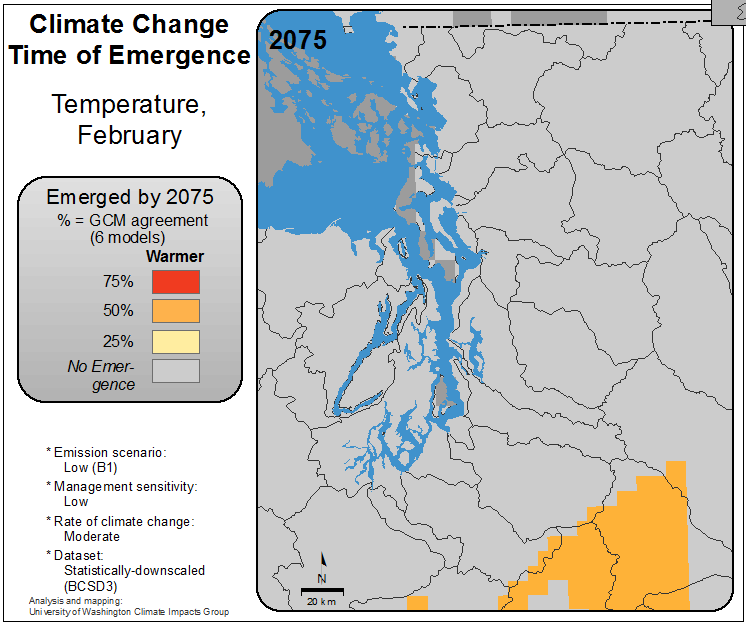 Climate Change
Time of Emergence
Temperature,
February
Emerged by 2075
% = GCM agreement
(6 models)
Warmer
75%
50%
25%
No Emer-
gence
* Emission scenario:
Low (B1)
* Management sensitivity:
Low
* Rate of climate change:
Moderate
* Dataset:
Statistically-downscaled
(BCSD3)
Analysis and mapping:
University of Washington Climate Impacts Group
2075
N
20 km